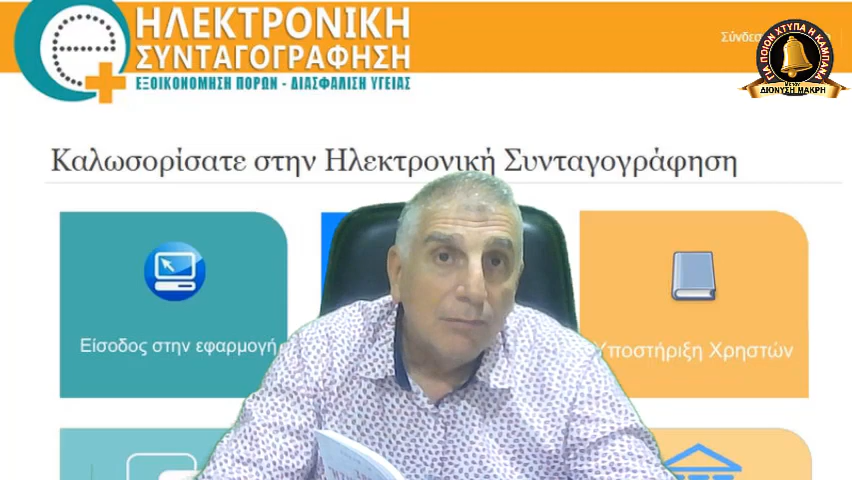 ΗΛΕΚΤΡΟΝΙΚΗ
ΣΥΝΤΑΓΟΓΡΑΦΗΣΗ
ΕΞΟΙΚΟΝΟΜΗΣΗ ΠΟΡΩΝ - ΔΙΑΣΦΑΛΙΣΗ ΥΓΕΙΑΣ
ΓΙΑ ΠΟΙΟΝ ΧΤΥΠΑ Η ΚΑΜΠΑΝΑ
ΔΙΟΝΥΣΗ ΜΑΚΡΗ
Καλωσορίσατε στην Ηλεκτρονική Συνταγογράφηση
Είσοδος στην εφαρμογή
Υποστήριξη Χρηστών